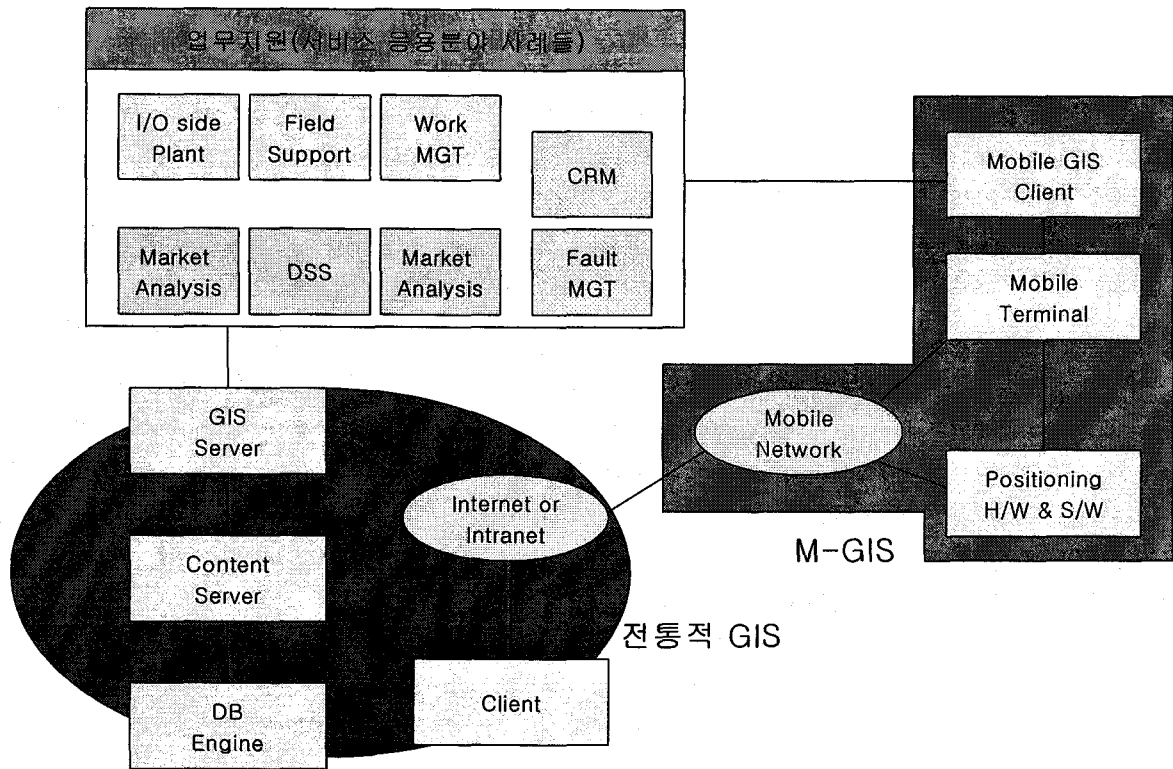 업무지원(서비스 응용분야 사례들)
I/O side
Plant
Field
Support
Work
MGT
CRM
Market
Analysis
DSS
Market
Analysis
Fault
MGT
Mobile GIS
Client
Mobile
Terminal
Mobile
Network
Positioning
H/W & S/W
M-GIS
GIS
Server
Internet or
Intranet
Content
Server
전통적 GIS
DB
Engine
Client